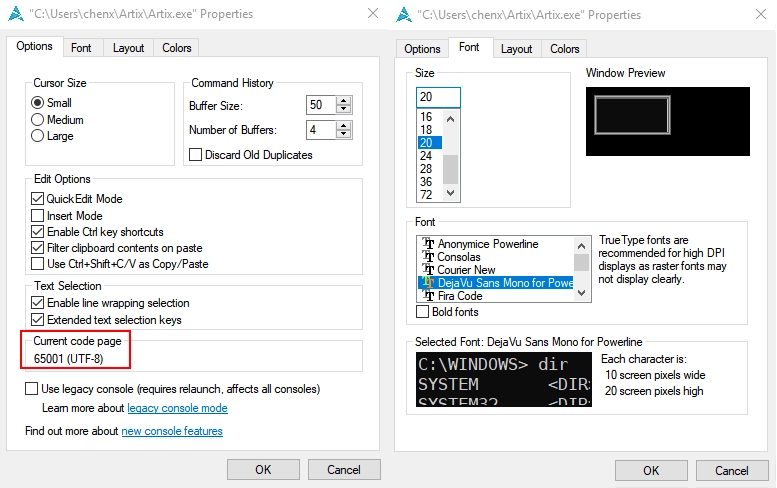 "C:\Users\chenx\Artix\Artix.exe" Properties
Options
Font
Layout
Colors
Cursor Size
Small
Medium
Large
Command History
Buffer Size:
50
Number of Buffers:
4
Discard Old Duplicates
Edit Options
QuickEdit Mode
Insert Mode
Enable Ctrl key shortcuts
Filter clipboard contents on paste
Use Ctrl+Shift+C/V as Copy/Paste
Text Selection
Enable line wrapping selection
Extended text selection keys
Current code page
65001 (UTF-8)
Use legacy console (requires relaunch, affects all consoles)
Learn more about legacy console mode
Find out more about new console features
OK
Cancel
"C:\Users\chenx\Artix\Artix.exe" Properties
Options
Font
Layout
Colors
Size
20
16
18
20
24
28
36
72
Window Preview
Font
Anonymice Powerline
Consolas
Courier New
DejaVu Sans Mono for Powe
Fira Code
Bold fonts
TrueType fonts are
recommended for high DPI
displays as raster fonts may
not display clearly.
Selected Font: DejaVu Sans Mono for Powerline
C:\WINDOWS> dir
SYSTEM <DIR>
SYSTEM32 <DIR>
Each character is:
10 screen pixels wide
20 screen pixels high
OK
Cancel